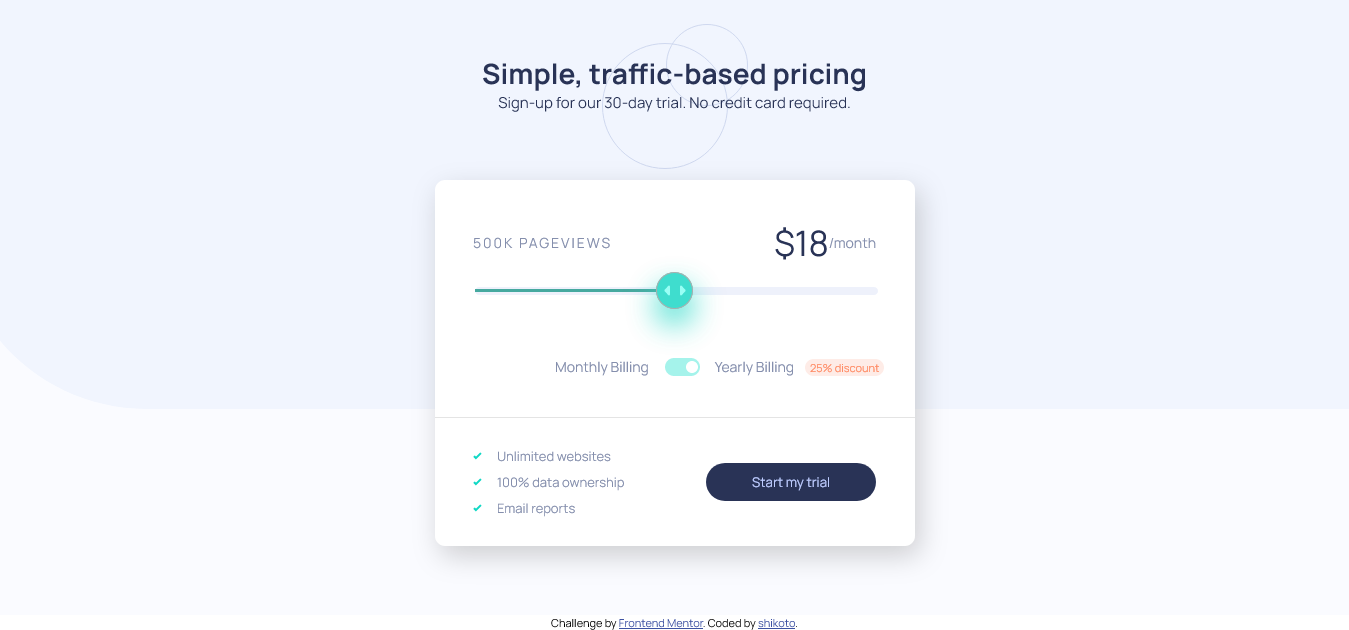 Simple, traffic-based pricing
Sign-up for our 30-day trial. No credit card required.
500K PAGEVIEWS
$18/month
Monthly Billing Yearly Billing 25% discount
Unlimited websites
100% data ownership
Email reports
Start my trial
Challenge by Frontend Mentor. Coded by shikoto.